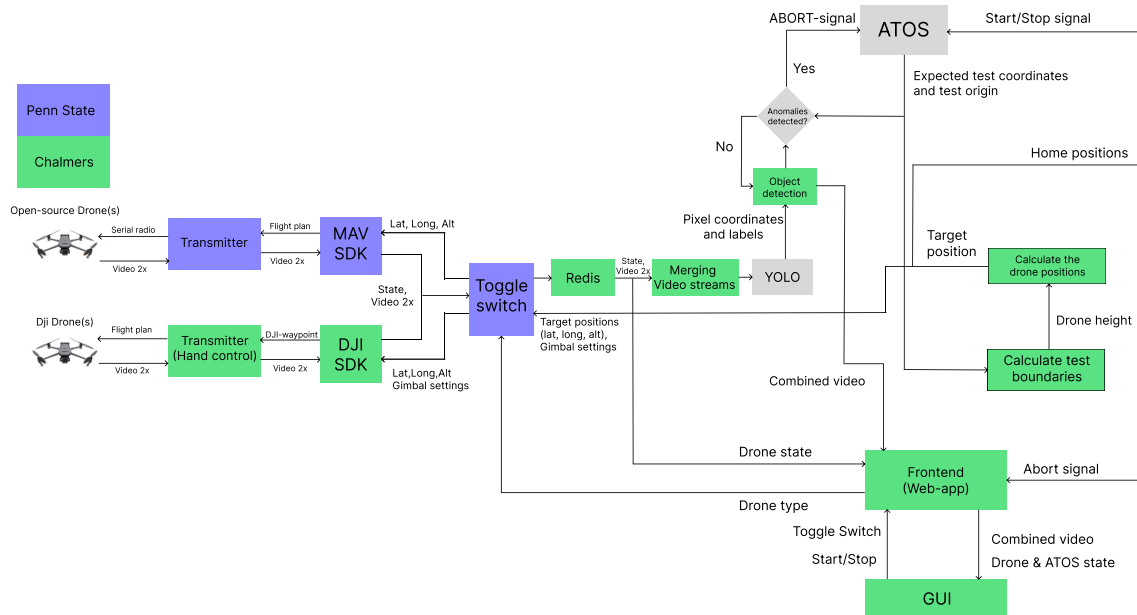 ABORT-signal
ATOS
Start/Stop signal
Yes
Expected test coordinates
and test origin
Penn State
Anomalies
detected?
Chalmers
No
Home positions
Object
detection
Open-source Drone(s)
Serial radio
Flight plan
Lat, Long, Alt
Pixel coordinates
and labels
Transmitter
MAV
SDK
Target
position
Calculate the
drone positions
Video 2x
Video 2x
State,
Video 2x
Toggle
switch
Redis
State,
Video 2x
Merging
Video streams
YOLO
Dji Drone(s)
Flight plan
Transmitter
(Hand control)
DJI-waypoint
DJI
SDK
Target positions
(lat, long, alt),
Gimbal settings
Drone height
Video 2x
Video 2x
Lat,Long,Alt
Gimbal settings
Calculate test
boundaries
Combined video
Drone state
Frontend
(Web-app)
Abort signal
Drone type
Toggle Switch
Start/Stop
Combined video
Drone & ATOS state
GUI